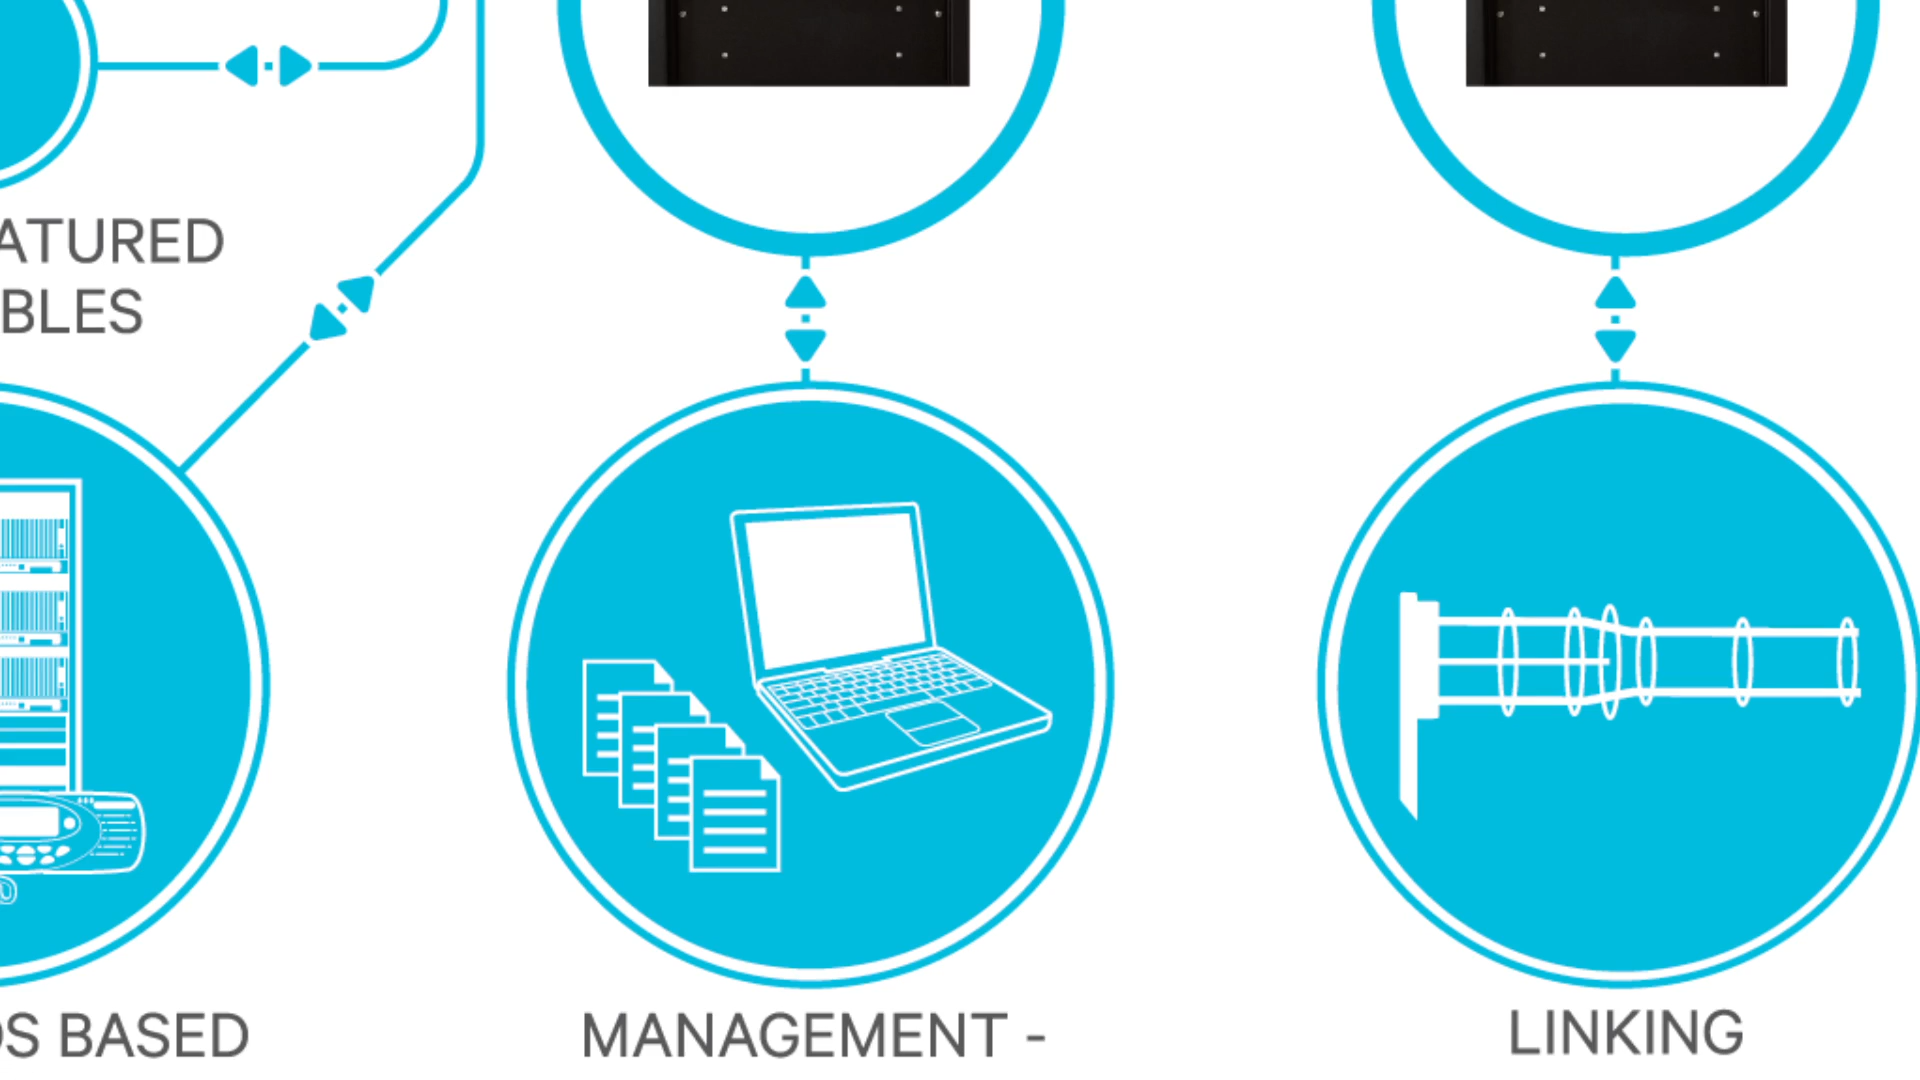 ATURED
BLES
S BASED
MANAGEMENT -
LINKING